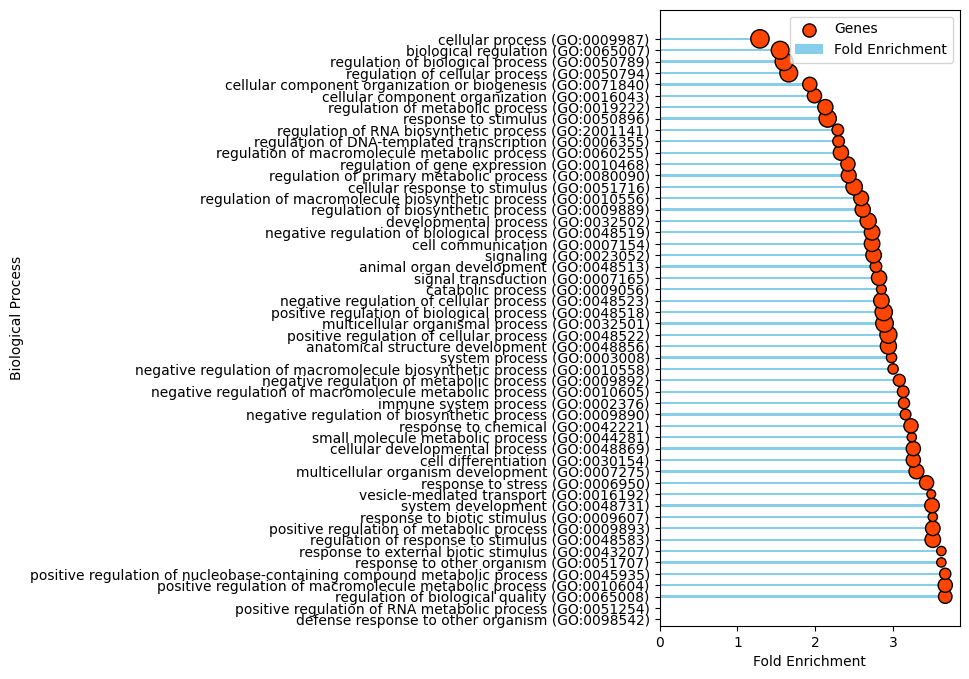 Genes
Fold Enrichment
cellular process (GO:0009987)
biological regulation (GO:0065007)
regulation of biological process (GO:0050789)
regulation of cellular process (GO:0050794)
cellular component organization or biogenesis (GO:0071840)
cellular component organization (GO:0016043)
regulation of metabolic process (GO:0019222)
response to stimulus (GO:0050896)
regulation of RNA biosynthetic process (GO:2001141)
regulation of DNA-templated transcription (GO:0006355)
regulation of macromolecule metabolic process (GO:0060255)
regulation of gene expression (GO:0010468)
regulation of primary metabolic process (GO:0080090)
cellular response to stimulus (GO:0051716)
regulation of macromolecule biosynthetic process (GO:0010556)
regulation of biosynthetic process (GO:0009889)
developmental process (GO:0032502)
negative regulation of biological process (GO:0048519)
cell communication (GO:0007154)
signaling (GO:0023052)
animal organ development (GO:0048513)
signal transduction (GO:0007165)
catabolic process (GO:0009056)
negative regulation of cellular process (GO:0048523)
positive regulation of biological process (GO:0048518)
multicellular organismal process (GO:0032501)
positive regulation of cellular process (GO:0048522)
anatomical structure development (GO:0048856)
system process (GO:0003008)
negative regulation of macromolecule biosynthetic process (GO:0010558)
negative regulation of metabolic process (GO:0009892)
negative regulation of macromolecule metabolic process (GO:0010605)
immune system process (GO:0002376)
negative regulation of biosynthetic process (GO:0009890)
response to chemical (GO:0042221)
small molecule metabolic process (GO:0044281)
cellular developmental process (GO:0048869)
cell differentiation (GO:0030154)
multicellular organism development (GO:0007275)
response to stress (GO:0006950)
vesicle-mediated transport (GO:0016192)
system development (GO:0048731)
response to biotic stimulus (GO:0009607)
positive regulation of metabolic process (GO:0009893)
regulation of response to stimulus (GO:0048583)
response to external biotic stimulus (GO:0043207)
response to other organism (GO:0051707)
positive regulation of nucleobase-containing compound metabolic process (GO:0045935)
positive regulation of macromolecule metabolic process (GO:0010604)
regulation of biological quality (GO:0065008)
positive regulation of RNA metabolic process (GO:0051254)
defense response to other organism (GO:0098542)
Biological Process
0 1 2 3
Fold Enrichment